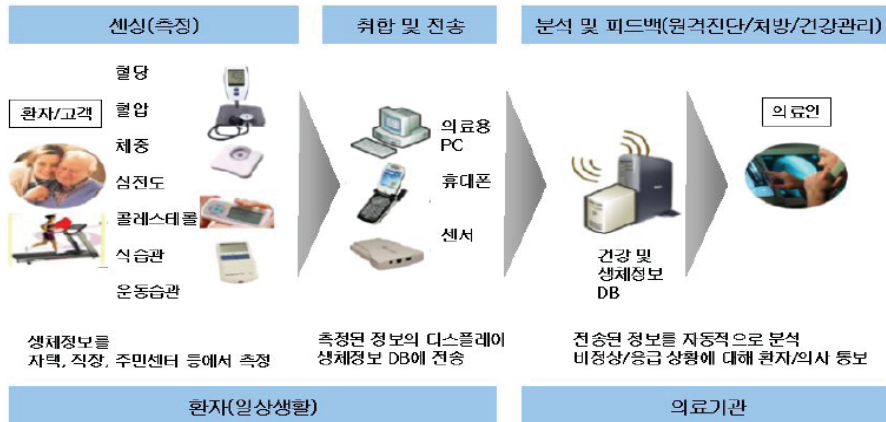 센싱(측정)
취합 및 전송
분석 및 피드백(원격진단/처방/건강관리)
환자/고객
혈당
혈압
체중
심전도
콜레스테롤
식습관
운동습관
의료용
PC
휴대폰
센서
건강 및
생체정보
DB
의료인
생체정보를
자택, 직장, 주민센터 등에서 측정
측정된 정보의 디스플레이
생체정보 DB에 전송
전송된 정보를 자동적으로 분석
비정상/응급 상황에 대해 환자/의사 통보
환자(일상생활)
의료기관